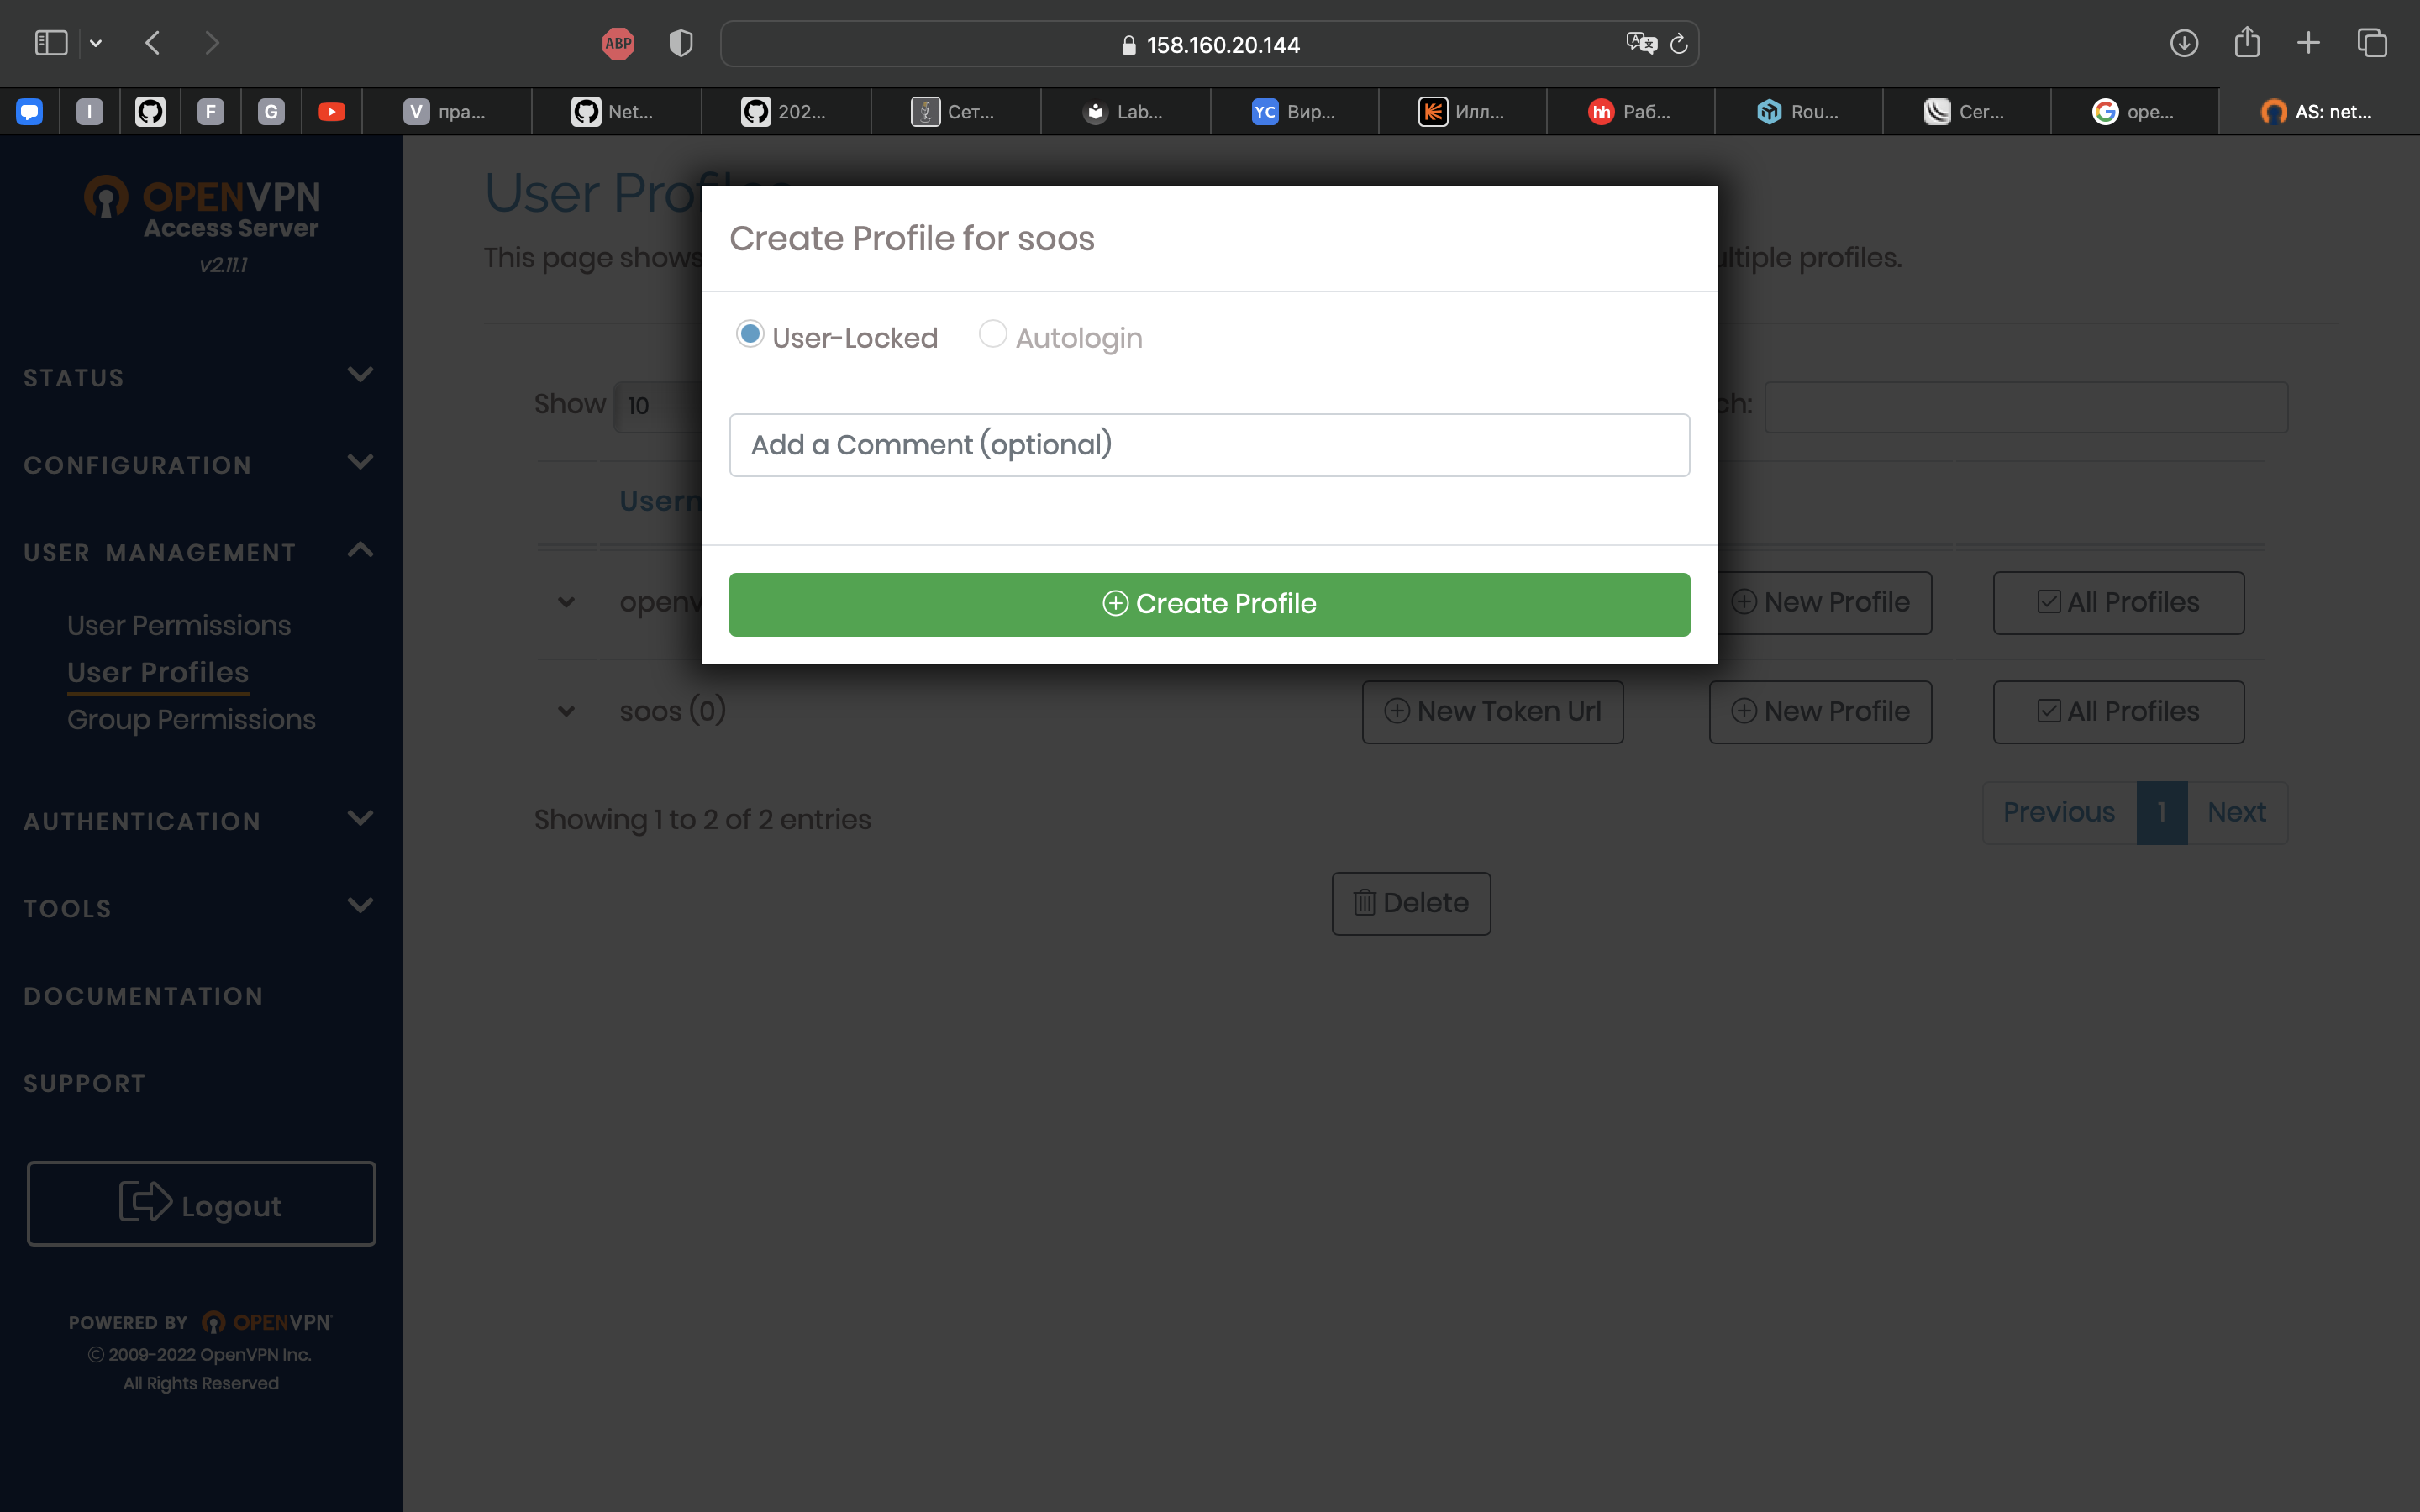 ABP
158.160.20.144
I
F
G
V пра...
Net...
202...
Сет...
Lab...
YC Вир...
Илл...
hh Раб...
Rou...
Cer...
ope...
AS: net...
OPENVPN
Access Server
v2.11.1
STATUS
CONFIGURATION
USER MANAGEMENT
User Permissions
User Profiles
Group Permissions
AUTHENTICATION
TOOLS
DOCUMENTATION
SUPPORT
Logout
POWERED BY OPENVPN
© 2009-2022 OpenVPN Inc.
All Rights Reserved
User Prof
This page shows
ltiple profiles.
Create Profile for soos
User-Locked Autologin
Add a Comment (optional)
Create Profile
Show 10
ch:
Usern
openv
New Profile All Profiles
soos (0) New Token Url New Profile All Profiles
Showing 1 to 2 of 2 entries
Previous 1 Next
Delete